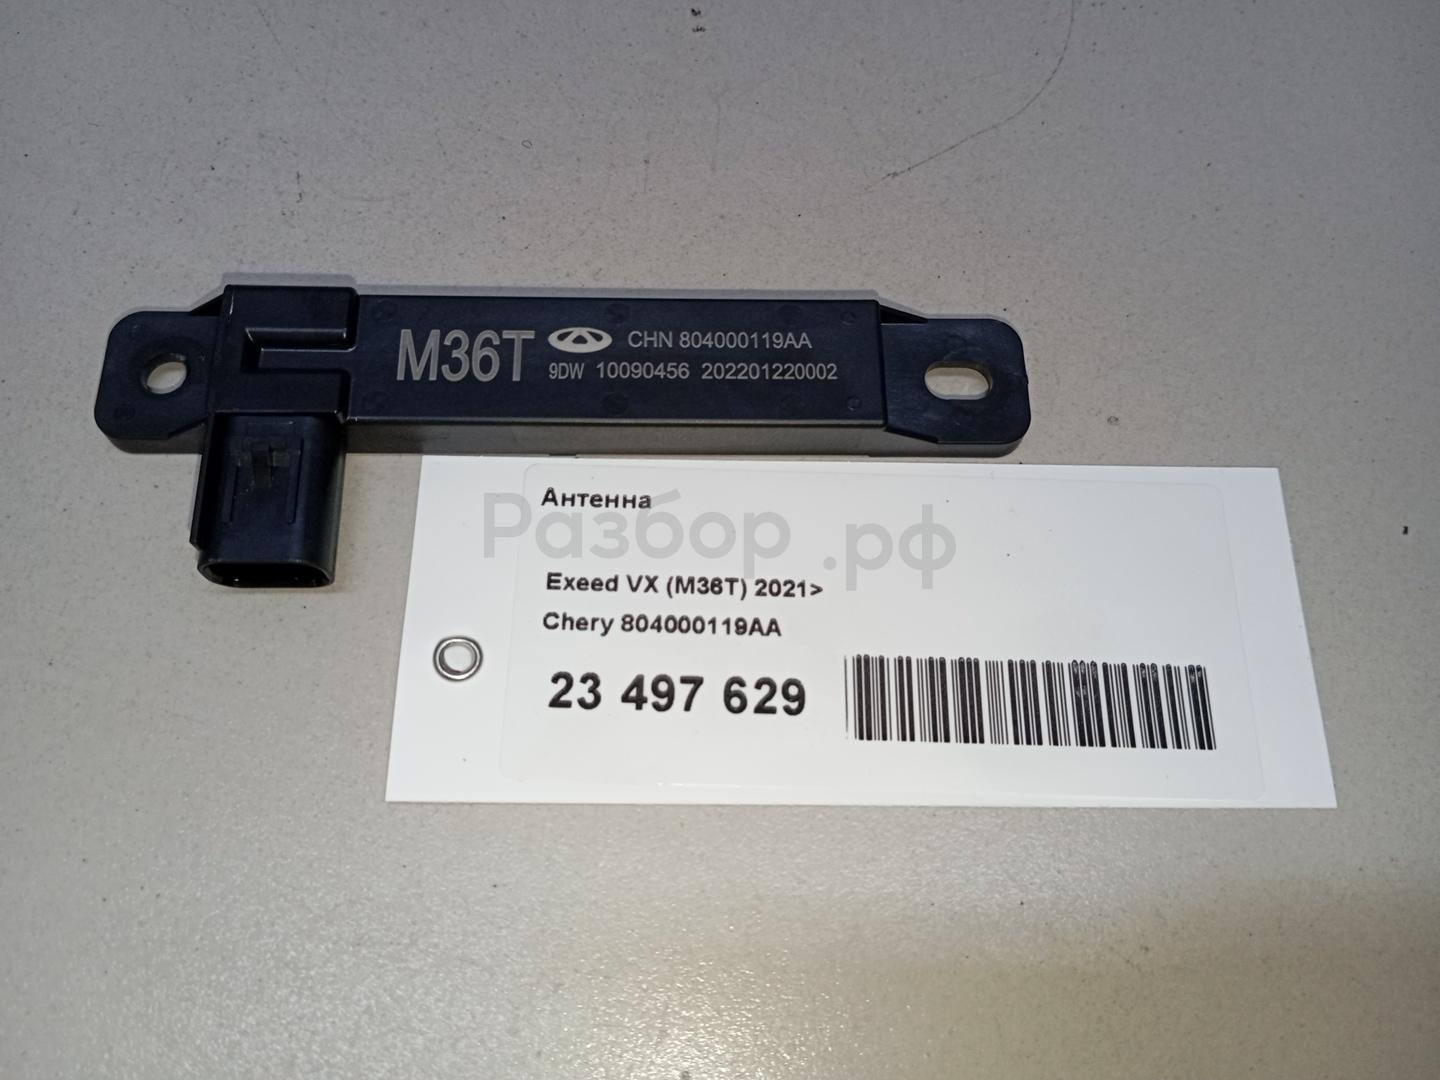 M36T CHN 804000119AA
9DW 10090456 202201220002
Антенна
Разбор.рф
Exeed VX (M36T) 2021>
Chery 804000119AA
23 497 629